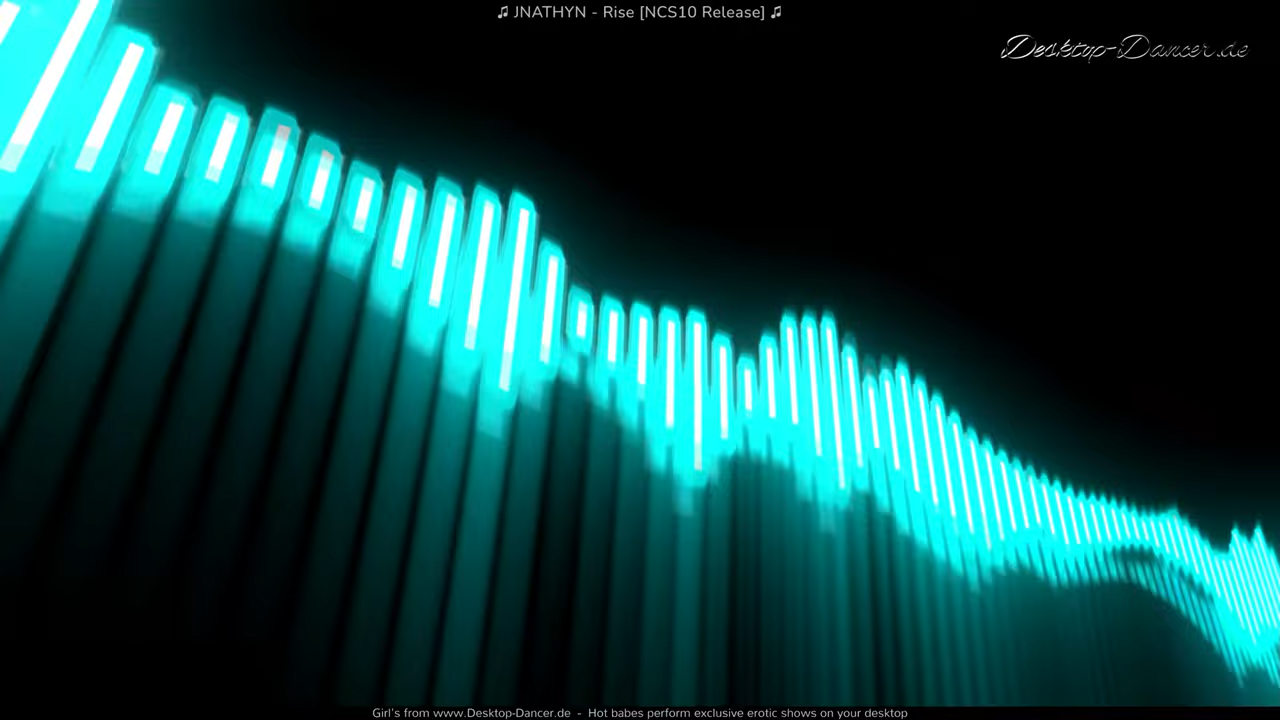 ♫ JNATHYN - Rise [NCS10 Release] ♫
Desktop-Dancer.de
Girl's from www.Desktop-Dancer.de - Hot babes perform exclusive erotic shows on your desktop